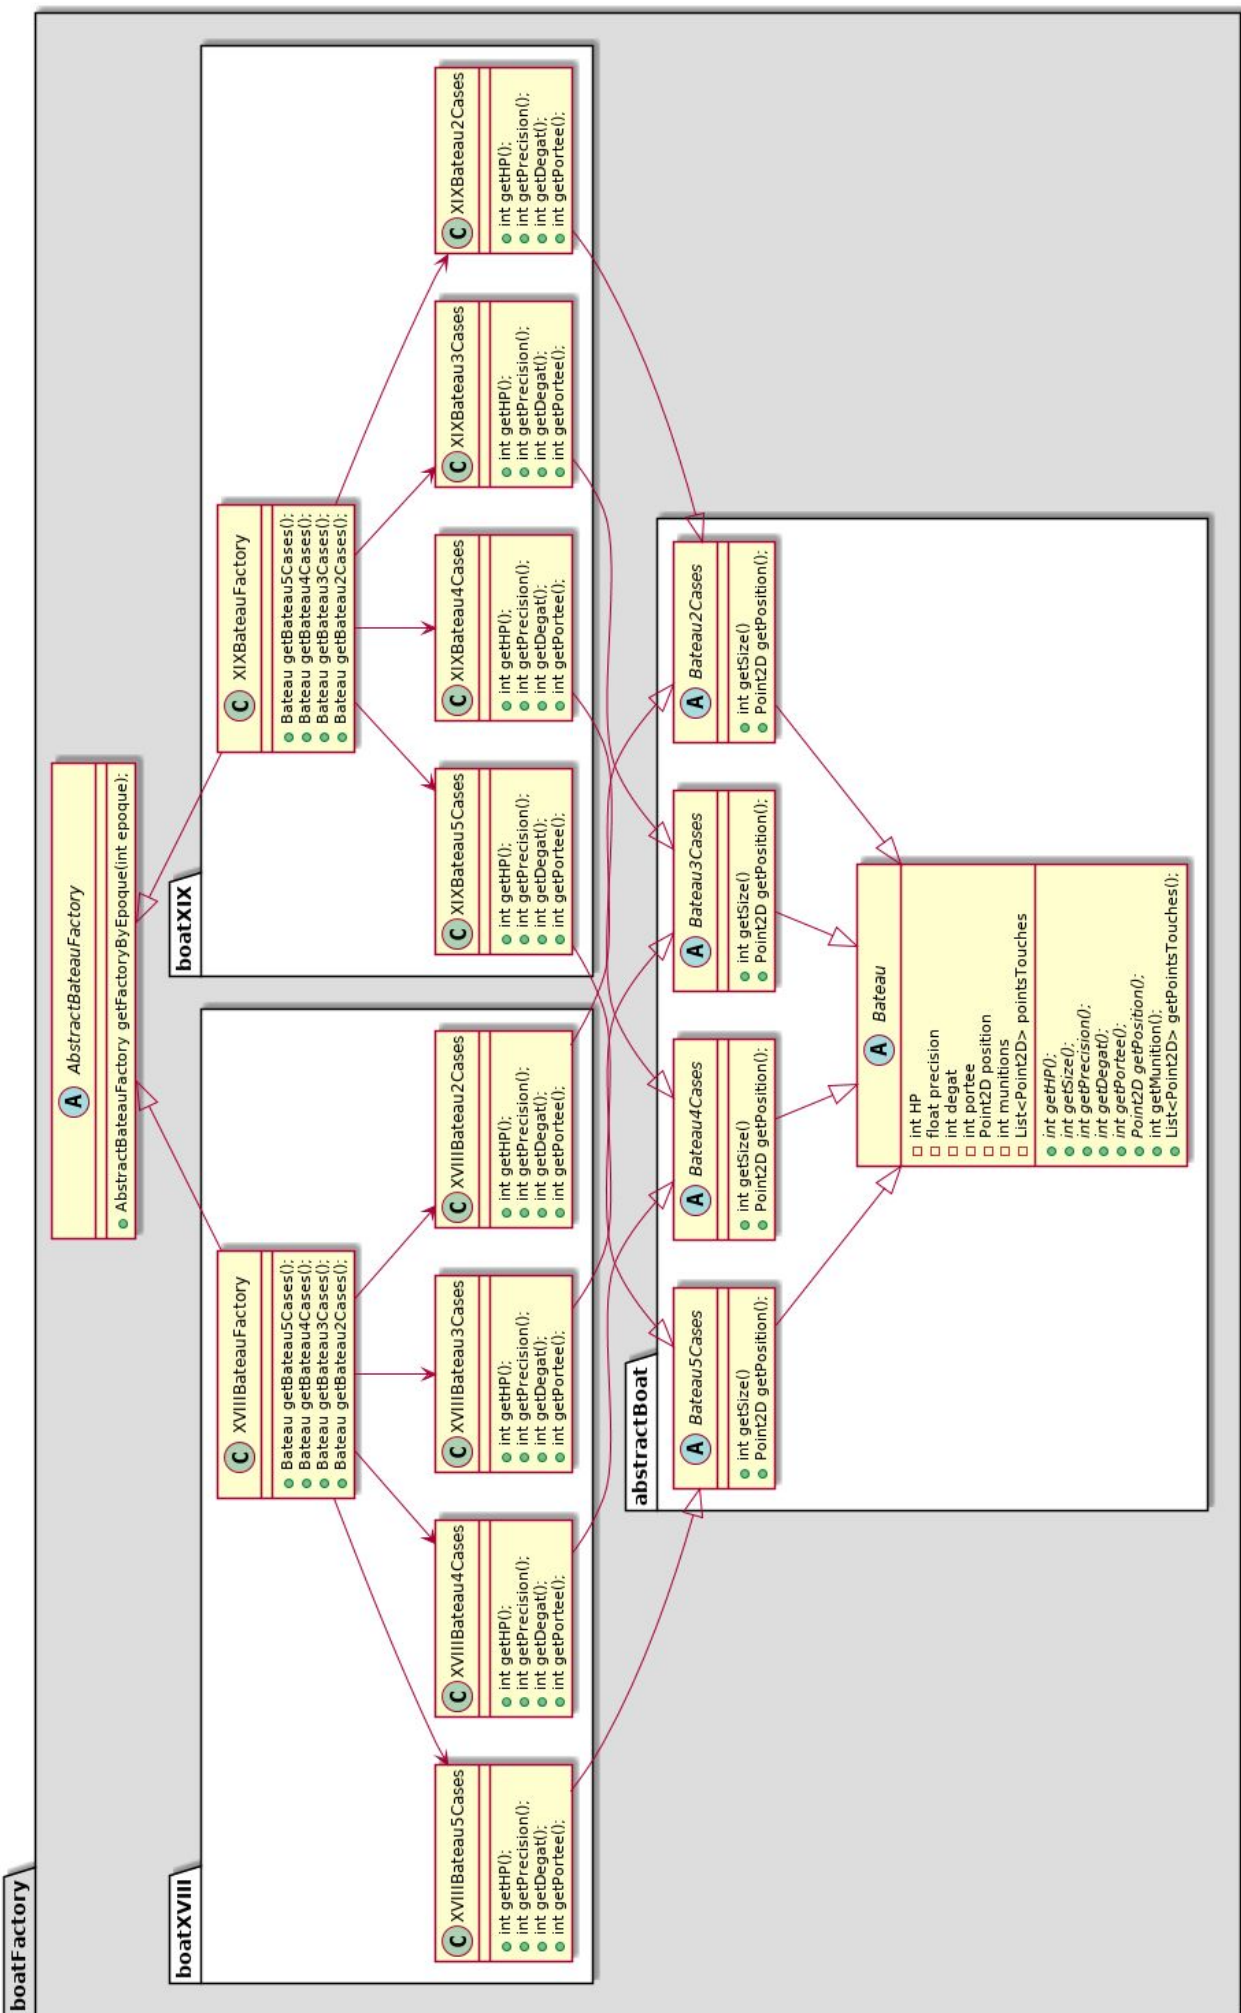 boatFactory
AbstractBateauFactory
AbstractBateauFactory getFactoryByEpoque(int epoque);
boatXVIII
XVIIIBateauFactory
Bateau getBateau5Cases();
Bateau getBateau4Cases();
Bateau getBateau3Cases();
Bateau getBateau2Cases();
XVIIIBateau5Cases
int getHP();
int getPrecision();
int getDegat();
int getPortee();
XVIIIBateau4Cases
int getHP();
int getPrecision();
int getDegat();
int getPortee();
XVIIIBateau3Cases
int getHP();
int getPrecision();
int getDegat();
int getPortee();
XVIIIBateau2Cases
int getHP();
int getPrecision();
int getDegat();
int getPortee();
boatXIX
XIXBateauFactory
Bateau getBateau5Cases();
Bateau getBateau4Cases();
Bateau getBateau3Cases();
Bateau getBateau2Cases();
XIXBateau5Cases
int getHP();
int getPrecision();
int getDegat();
int getPortee();
XIXBateau4Cases
int getHP();
int getPrecision();
int getDegat();
int getPortee();
XIXBateau3Cases
int getHP();
int getPrecision();
int getDegat();
int getPortee();
XIXBateau2Cases
int getHP();
int getPrecision();
int getDegat();
int getPortee();
abstractBoat
Bateau5Cases
int getSize()
Point2D getPosition();
Bateau4Cases
int getSize()
Point2D getPosition();
Bateau3Cases
int getSize()
Point2D getPosition();
Bateau2Cases
int getSize()
Point2D getPosition();
Bateau
int HP
float precision
int degat
int portee
Point2D position
int munitions
List<Point2D> pointsTouches
int getHP();
int getSize();
int getPrecision();
int getDegat();
int getPortee();
Point2D getPosition();
int getMunition();
List<Point2D> getPointsTouches();